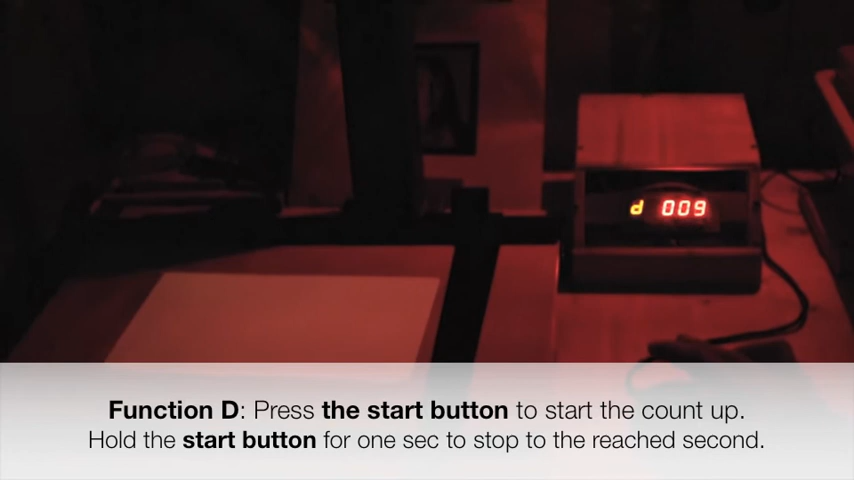 d 009
Function D: Press the start button to start the count up.
Hold the start button for one sec to stop to the reached second.